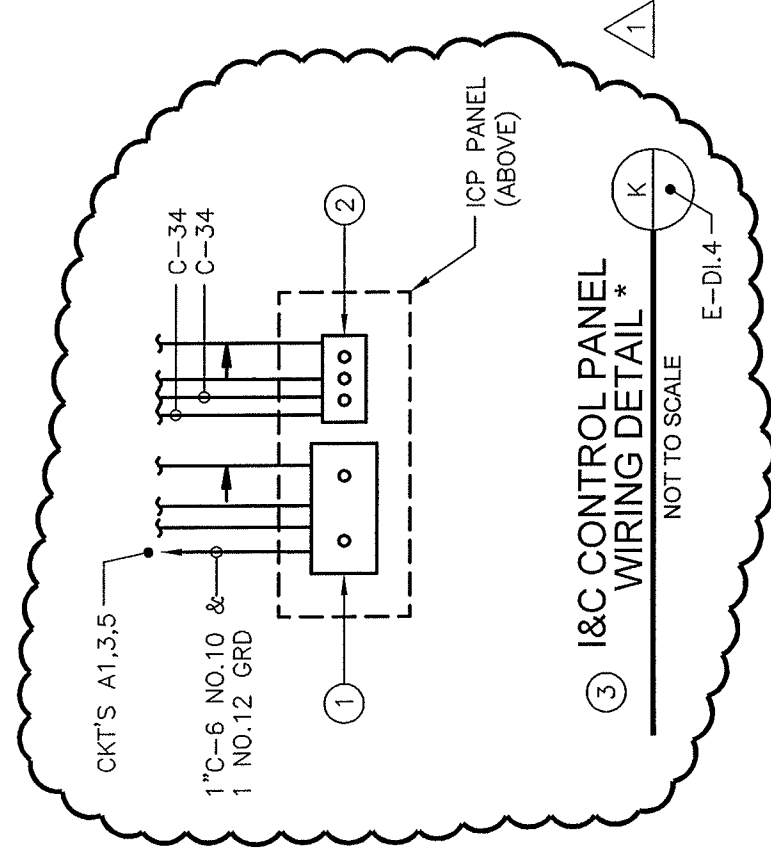 CKT'S A1,3,5
1"C-6 NO.10 &
1 NO.12 GRD
C-34
C-34
1
2
ICP PANEL
(ABOVE)
3
I&C CONTROL PANEL
WIRING DETAIL *
NOT TO SCALE
K
E-DI.4
1